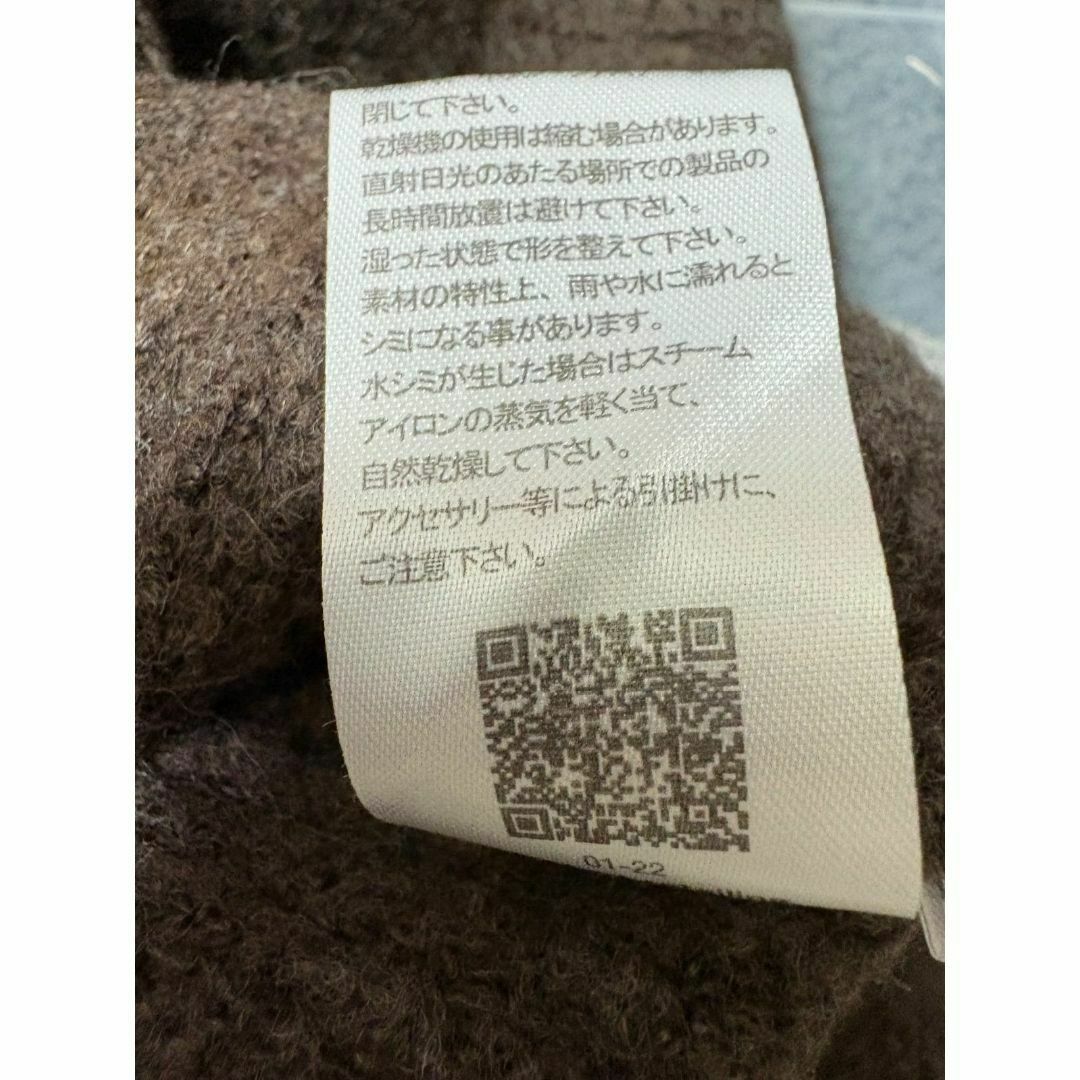 閉じて下さい。
乾燥機の使用は縮む場合があります。
直射日光のあたる場所での製品の
長時間放置は避けて下さい。
湿った状態で形を整えて下さい。
素材の特性上、雨や水に濡れると
シミになる事があります。
水シミが生じた場合はスチーム
アイロンの蒸気を軽く当て、
自然乾燥して下さい。
アクセサリー等による引掛けに、
ご注意下さい。
01-22